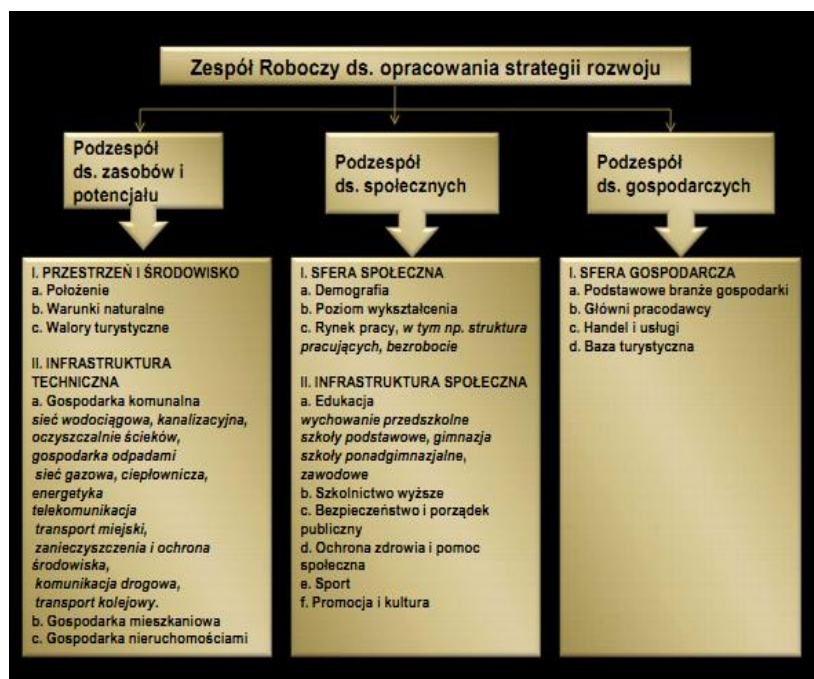 Zespół Roboczy ds. opracowania strategii rozwoju
Podzespół
ds. zasobów i
potencjału
Podzespół
ds. społecznych
Podzespół
ds. gospodarczych
I. PRZESTRZEŃ I ŚRODOWISKO
a. Położenie
b. Warunki naturalne
c. Walory turystyczne
II. INFRASTRUKTURA
TECHNICZNA
a. Gospodarka komunalna
sieć wodociągowa, kanalizacyjna,
oczyszczalnie ścieków,
gospodarka odpadami
sieć gazowa, ciepłownicza,
energetyka
telekomunikacja
transport miejski,
zanieczyszczenia i ochrona
środowiska,
komunikacja drogowa,
transport kolejowy.
b. Gospodarka mieszkaniowa
c. Gospodarka nieruchomościami
I. SFERA SPOŁECZNA
a. Demografia
b. Poziom wykształcenia
c. Rynek pracy, w tym np. struktura
pracujących, bezrobocie
II. INFRASTRUKTURA SPOŁECZNA
a. Edukacja
wychowanie przedszkolne
szkoły podstawowe, gimnazja
szkoły ponadgimnazjalne,
zawodowe
b. Szkolnictwo wyższe
c. Bezpieczeństwo i porządek
publiczny
d. Ochrona zdrowia i pomoc
społeczna
e. Sport
f. Promocja i kultura
I. SFERA GOSPODARCZA
a. Podstawowe branże gospodarki
b. Główni pracodawcy
c. Handel i usługi
d. Baza turystyczna